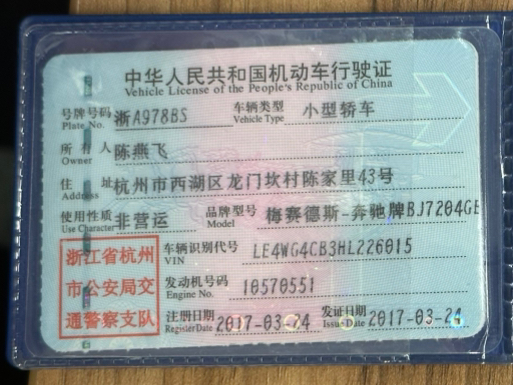 中华人民共和国机动车行驶证
Vehicle License of the People's Republic of China
号牌号码 浙A978BS 车辆类型 小型轿车
Plate No. Vehicle Type
所有人 陈燕飞
Owner
住址 杭州市西湖区龙门坎村陈家里43号
Address
使用性质 非营运 品牌型号 梅赛德斯-奔驰牌BJ7204GE
Use Character Model
浙江省杭州 车辆识别代号 LE4WG4CB3HL226015
VIN
市公安局交 发动机号码 10570551
Engine No.
通警察支队 注册日期 2017-03-24 发证日期 2017-03-24
Register Date Issue Date